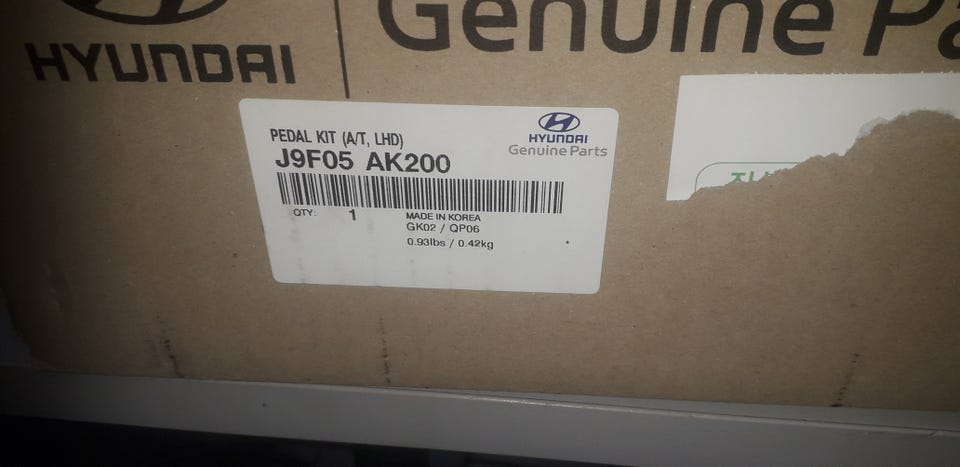 HYUNDAI
Genuine Pa
PEDAL KIT (A/T, LHD)
J9F05 AK200
HYUNDAI
Genuine Parts
QTY: 1
MADE IN KOREA
GK02 / QP06
0.93lbs / 0.42kg